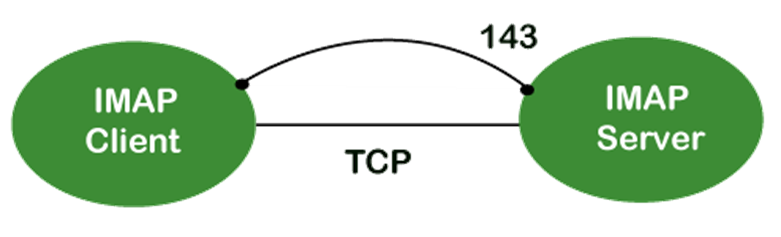 143
IMAP
Client
IMAP
Server
TCP